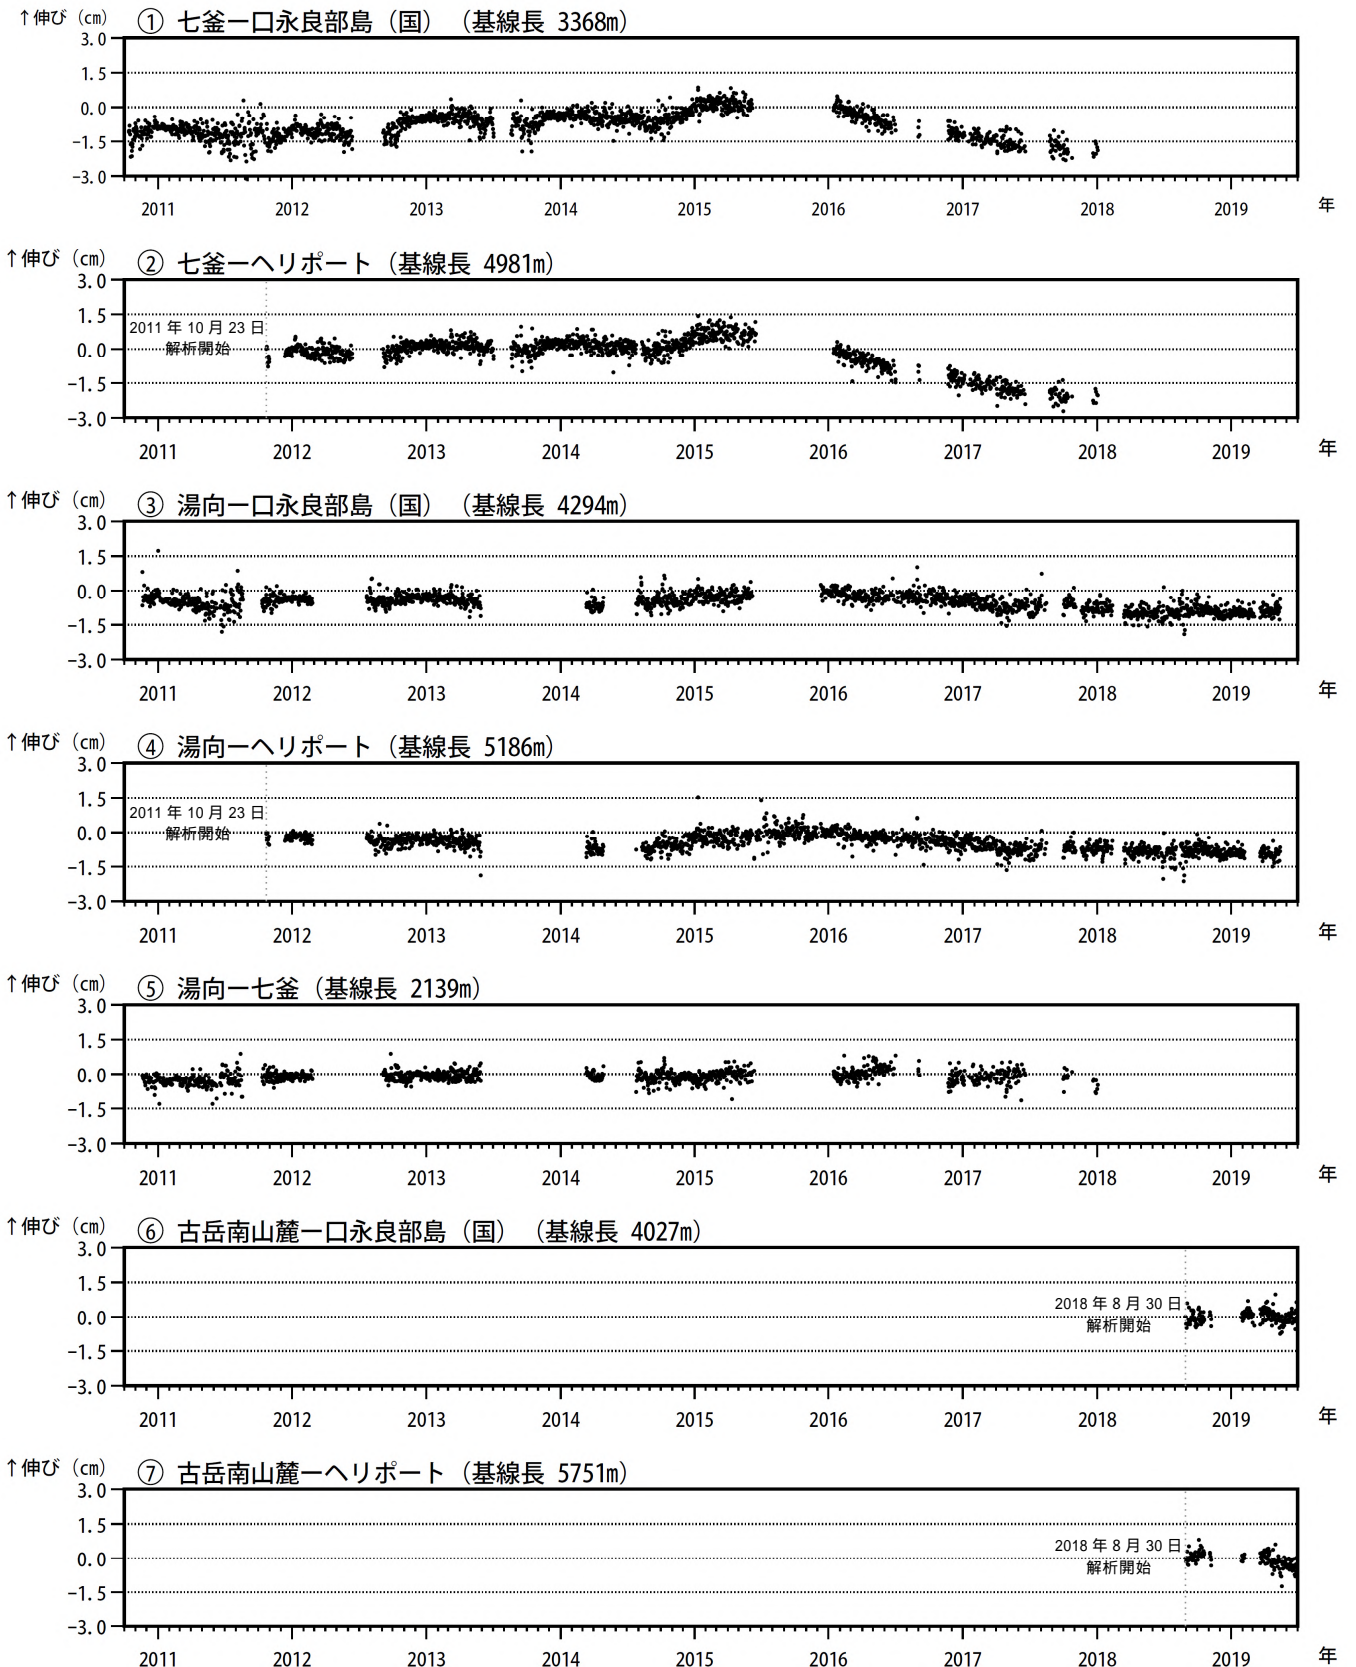 ↑伸び（㎝） ① 七釜ー口永良部島（国）（基線長 3368m）
3.0
1.5
0.0
−1.5
−3.0
2011 2012 2013 2014 2015 2016 2017 2018 2019 年
↑伸び（㎝） ② 七釜ーヘリポート（基線長 4981m）
3.0
1.5
2011 年 10 月 23 日
解析開始
0.0
−1.5
−3.0
2011 2012 2013 2014 2015 2016 2017 2018 2019 年
↑伸び（㎝） ③ 湯向ー口永良部島（国）（基線長 4294m）
3.0
1.5
0.0
−1.5
−3.0
2011 2012 2013 2014 2015 2016 2017 2018 2019 年
↑伸び（㎝） ④ 湯向ーヘリポート（基線長 5186m）
3.0
1.5
2011 年 10 月 23 日
解析開始
0.0
−1.5
−3.0
2011 2012 2013 2014 2015 2016 2017 2018 2019 年
↑伸び（㎝） ⑤ 湯向ー七釜（基線長 2139m）
3.0
1.5
0.0
−1.5
−3.0
2011 2012 2013 2014 2015 2016 2017 2018 2019 年
↑伸び（㎝） ⑥ 古岳南山麓ー口永良部島（国）（基線長 4027m）
3.0
1.5
2018 年 8 月 30 日
解析開始
0.0
−1.5
−3.0
2011 2012 2013 2014 2015 2016 2017 2018 2019 年
↑伸び（㎝） ⑦ 古岳南山麓ーヘリポート（基線長 5751m）
3.0
1.5
2018 年 8 月 30 日
解析開始
0.0
−1.5
−3.0
2011 2012 2013 2014 2015 2016 2017 2018 2019 年